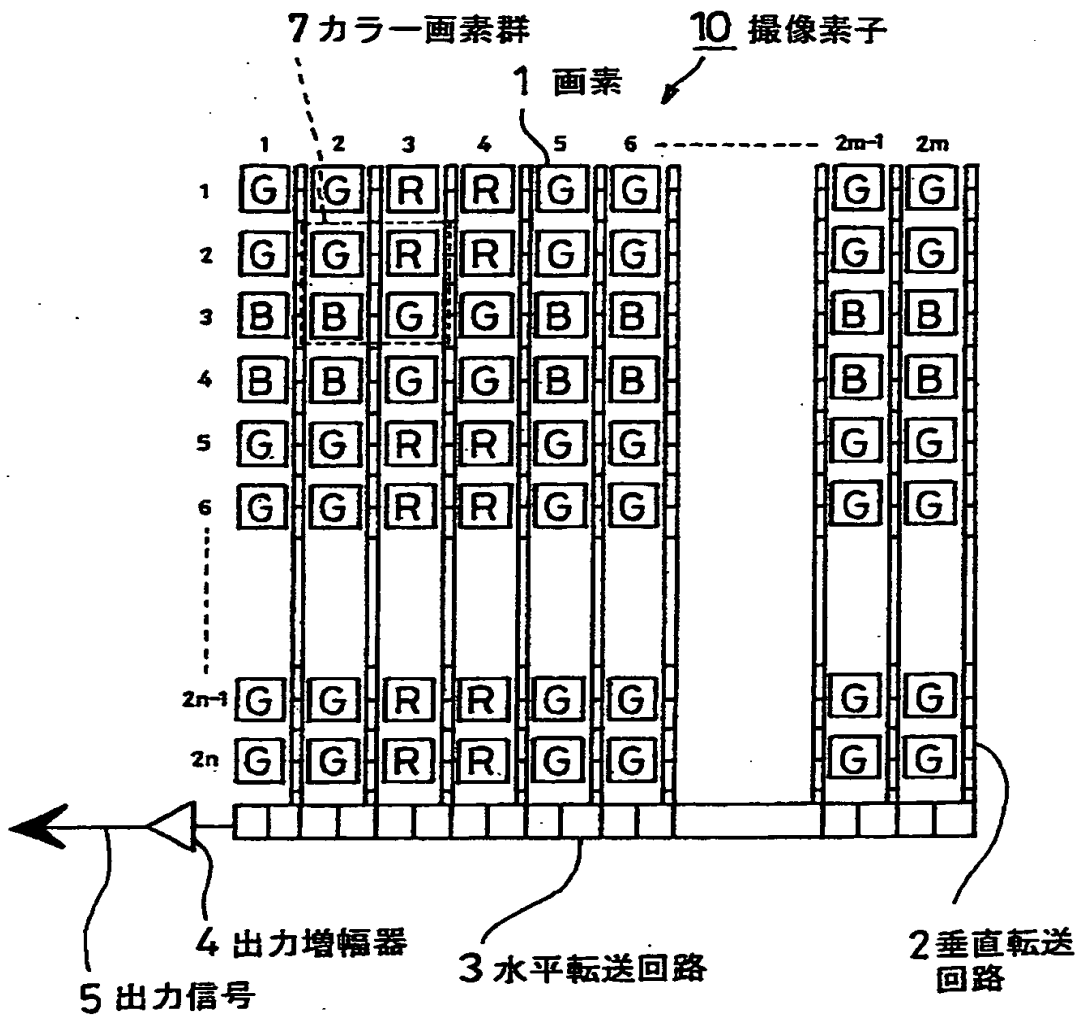 7 カラー画素群
10 撮像素子
1 画素
1 2 3 4 5 6 2m-1 2m
1 G G R R G G G G
2 G G R R G G G G
3 B B G G B B B B
4 B B G G B B B B
5 G G R R G G G G
6 G G R R G G G G
2n-1 G G R R G G G G
2n G G R R G G G G
4 出力増幅器
5 出力信号
3 水平転送回路
2 垂直転送
回路